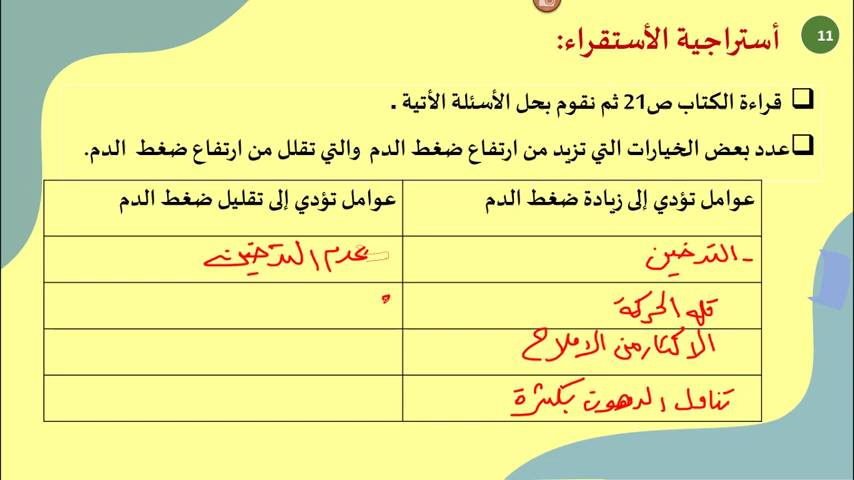 11
أستراجية الأستقراء:
قراءة الكتاب ص21 ثم نقوم بحل الأسئلة الأتية .
عدد بعض الخيارات التي تزيد من ارتفاع ضغط الدم والتي تقلل من ارتفاع ضغط الدم.
عوامل تؤدي إلى زيادة ضغط الدم	عوامل تؤدي إلى تقليل ضغط الدم
- التدخين	عدم التدخين
قله الحركة
الاكثار من الاملاح
تناول الدهون بكثرة